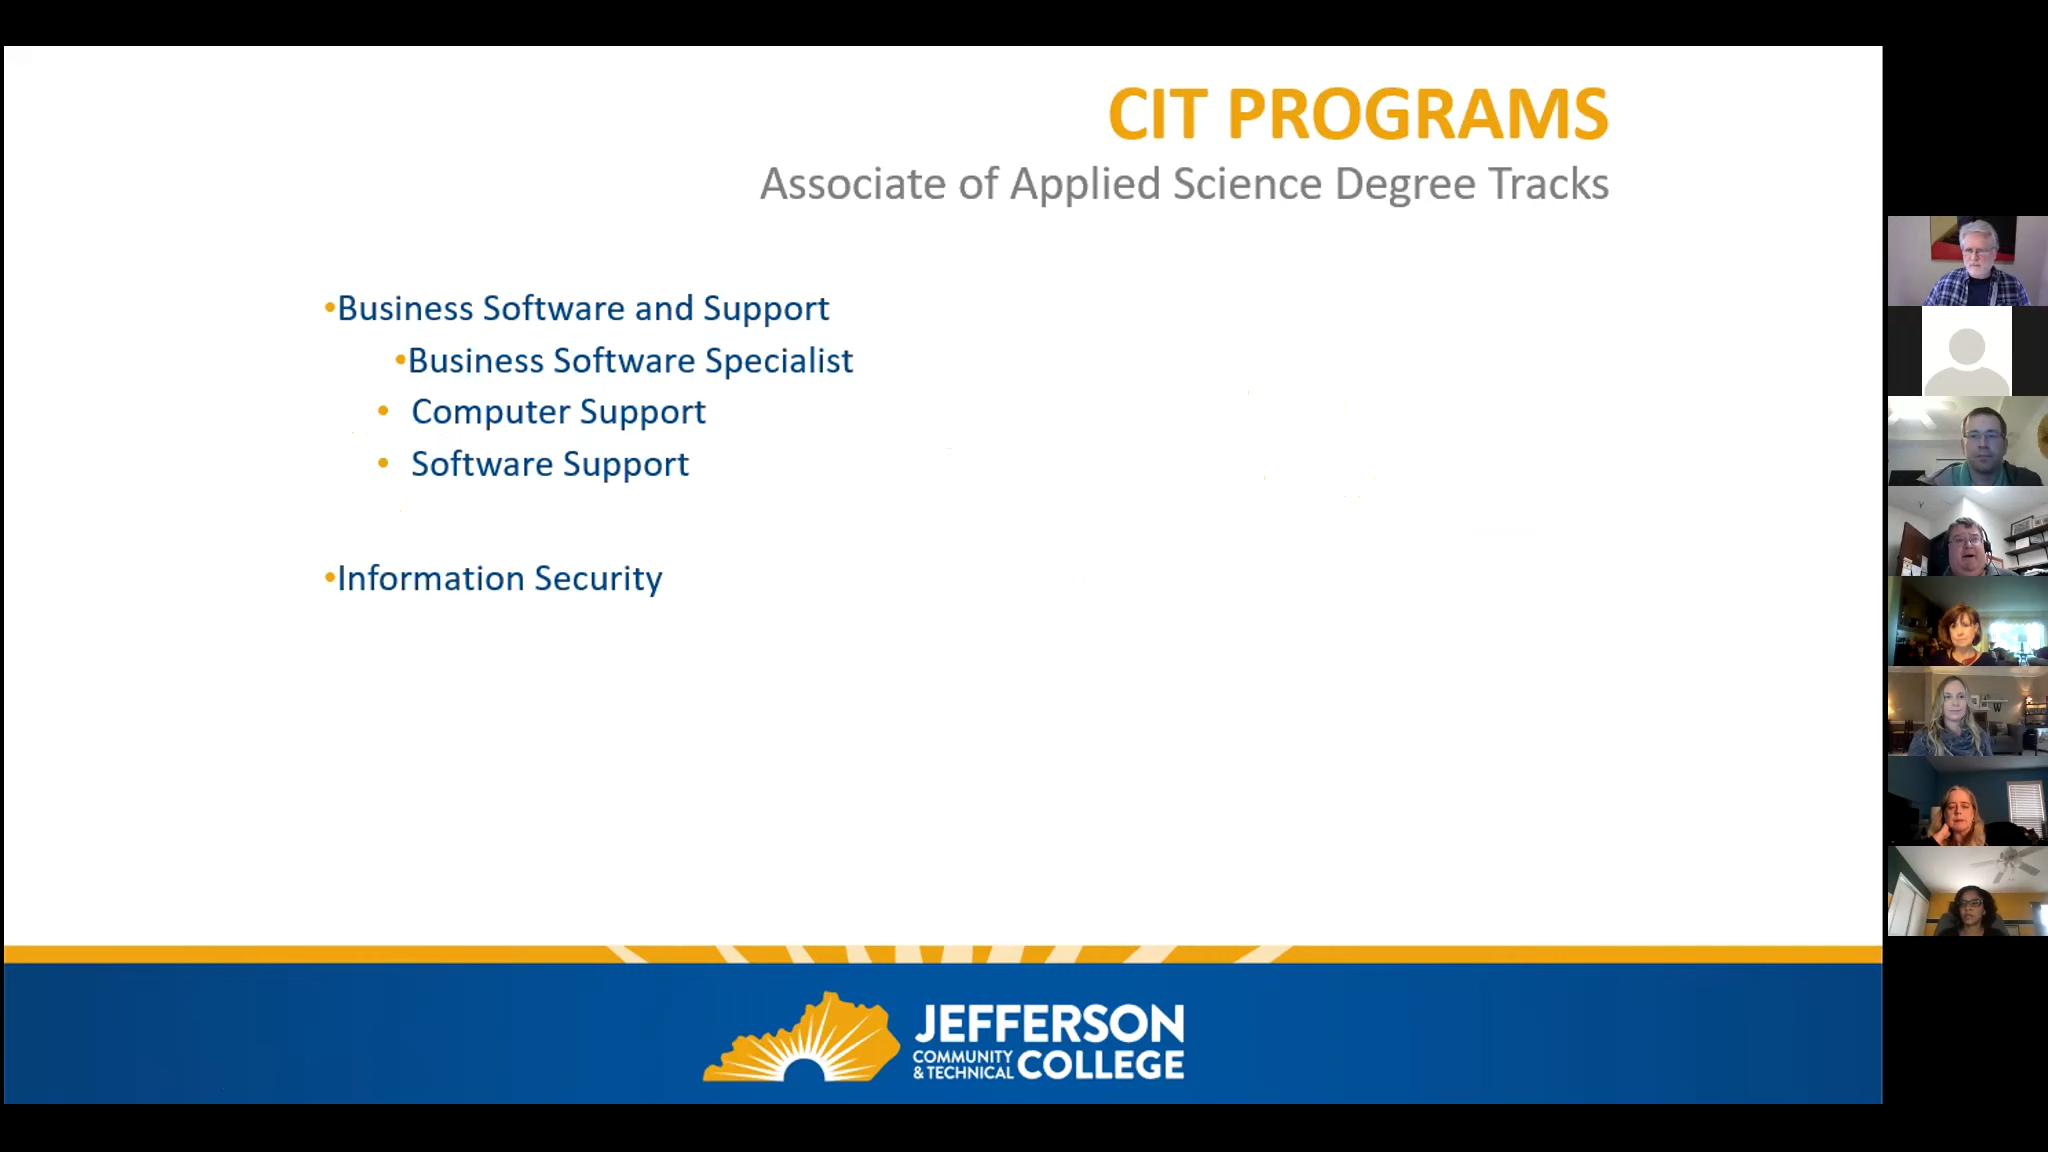 CIT PROGRAMS
Associate of Applied Science Degree Tracks
•Business Software and Support
•Business Software Specialist
• Computer Support
• Software Support
•Information Security
JEFFERSON
COMMUNITY
& TECHNICAL COLLEGE